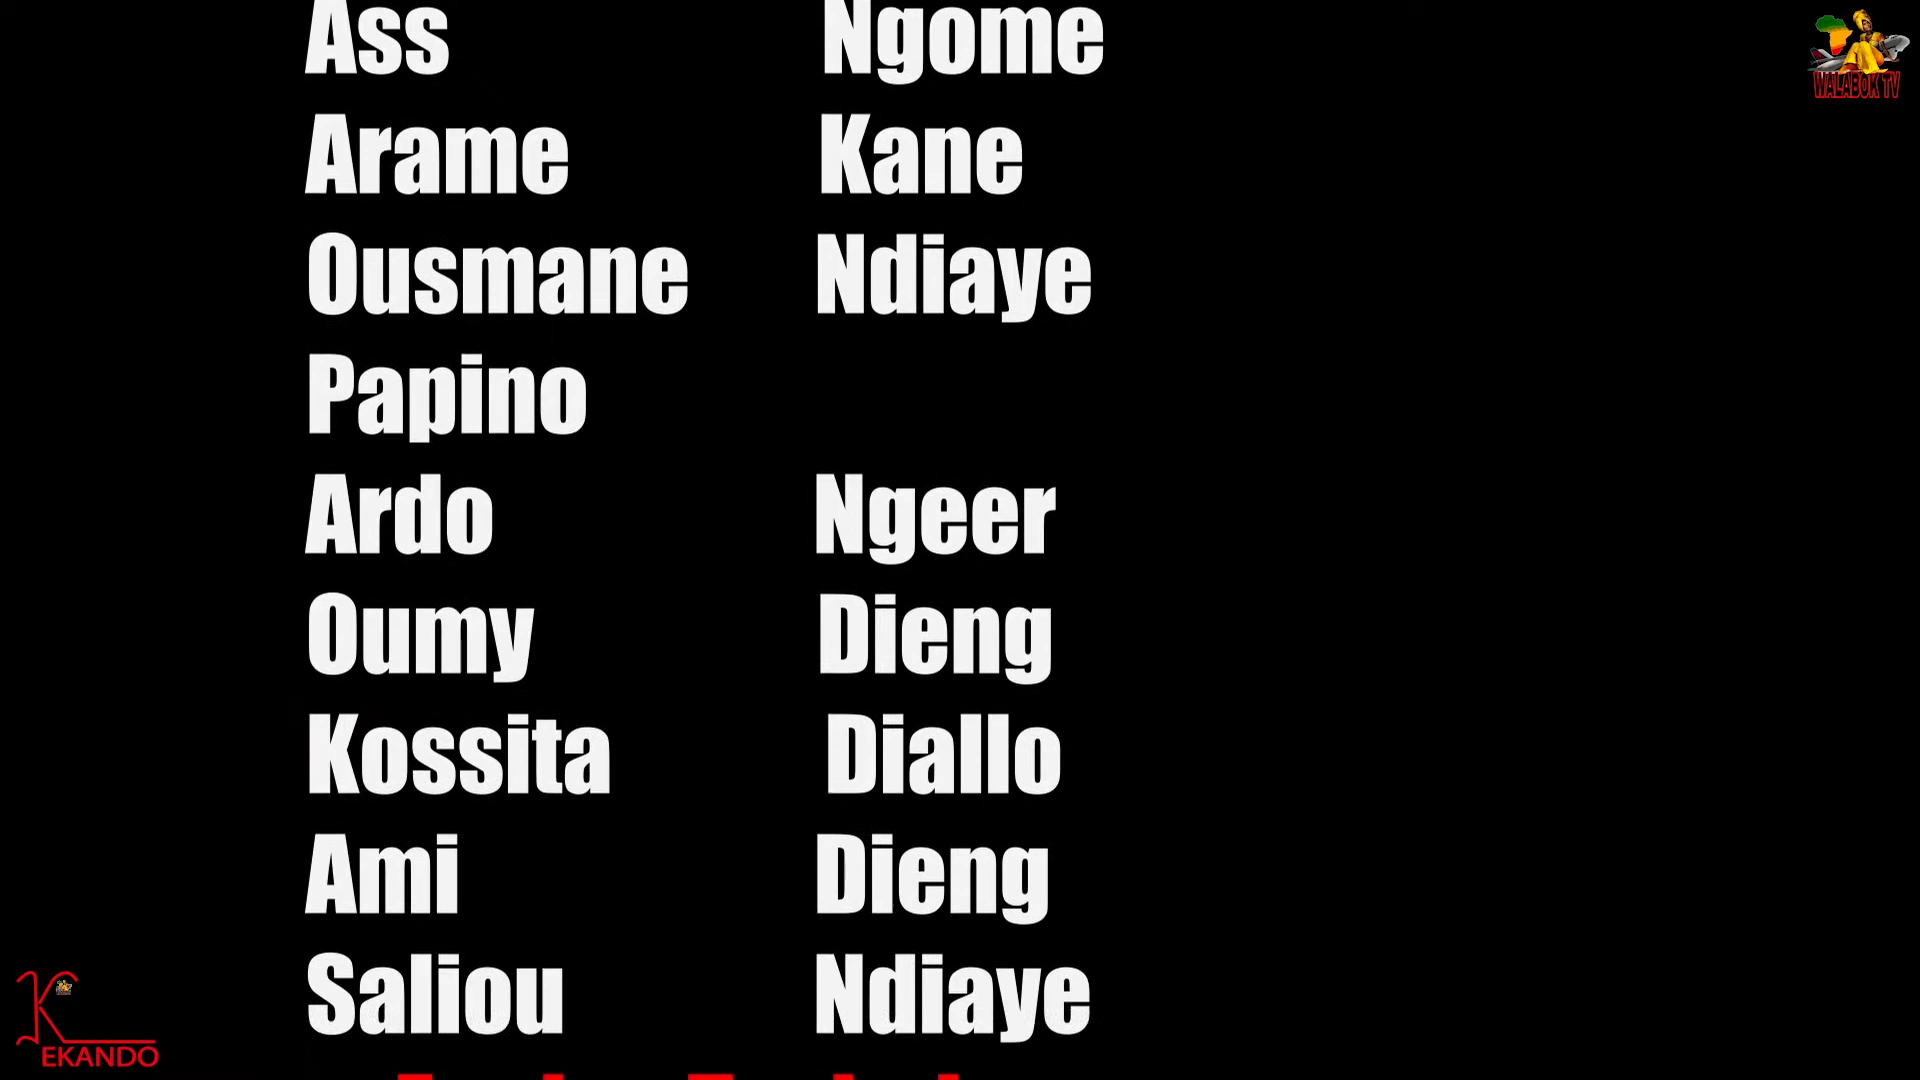 Ass Ngome
Arame Kane
Ousmane Ndiaye
Papino
Ardo Ngeer
Oumy Dieng
Kossita Diallo
Ami Dieng
Saliou Ndiaye
WALABOK TV
KEKANDO